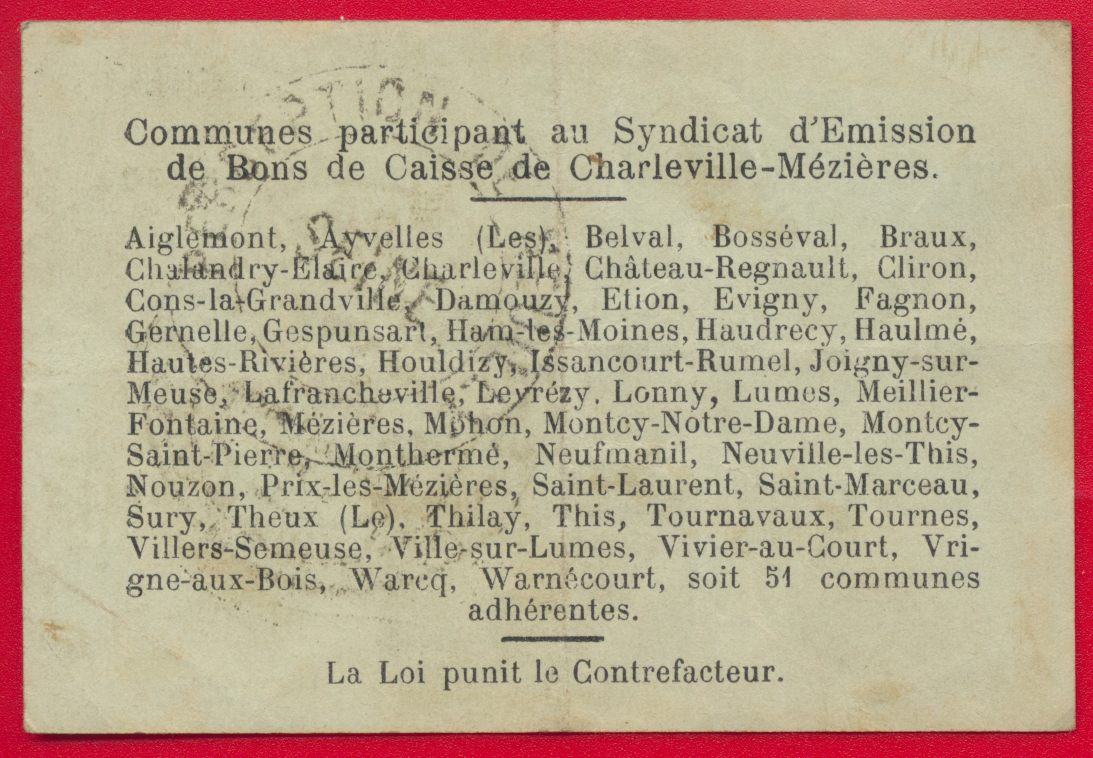 Communes participant au Syndicat d'Emission
de Bons de Caisse de Charleville-Mézières.
Aiglemont, Ayvelles (Les), Belval, Bosséval, Braux,
Chalandry-Elaire, Charleville, Château-Regnault, Cliron,
Cons-la-Grandville, Damouzy, Etion, Evigny, Fagnon,
Gernelle, Gespunsart, Ham-les-Moines, Haudrecy, Haulmé,
Hautes-Rivières, Houldizy, Issancourt-Rumel, Joigny-sur-
Meuse, Lafrancheville, Levrézy, Lonny, Lumes, Meillier-
Fontaine, Mézières, Mohon, Montcy-Notre-Dame, Montcy-
Saint-Pierre, Monthermé, Neufmanil, Neuville-les-This,
Nouzon, Prix-les-Mézières, Saint-Laurent, Saint-Marceau,
Sury, Theux (Le), Thilay, This, Tournavaux, Tournes,
Villers-Semeuse, Ville-sur-Lumes, Vivier-au-Court, Vri-
gne-aux-Bois, Warcq, Warnécourt, soit 51 communes
adhérentes.
La Loi punit le Contrefacteur.